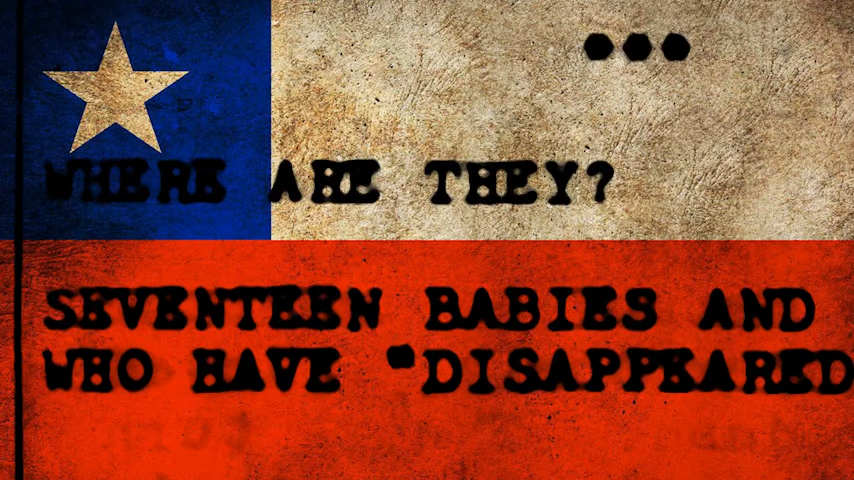 •••
WHERE ARE THEY?
SEVENTEEN BABIES AND
WHO HAVE "DISAPPEARED